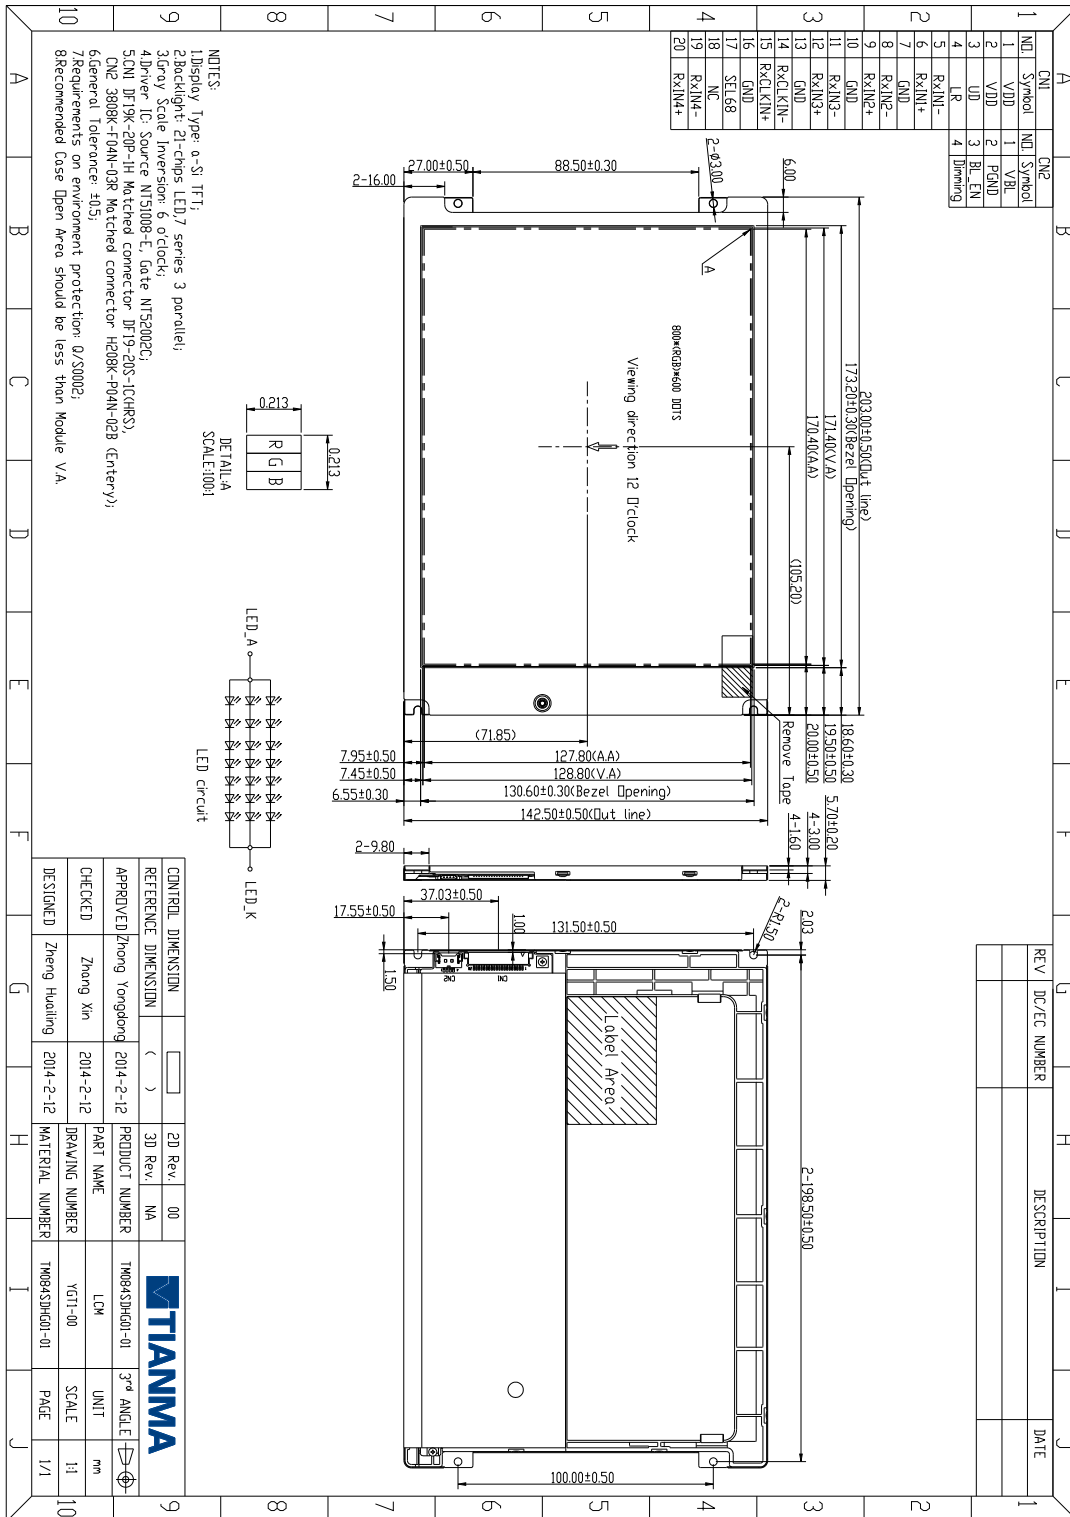 1 2 3 4 5 6 7 8 9 10
A B C D E F G H I J
CN1
NO. Symbol
1 VDD
2 VDD
3 UD
4 LR
5 RxIN1-
6 RxIN1+
7 GND
8 RxIN2-
9 RxIN2+
10 GND
11 RxIN3-
12 RxIN3+
13 GND
14 RxCLKIN-
15 RxCLKIN+
16 GND
17 SEL68
18 NC
19 RxIN4-
20 RxIN4+
CN2
NO. Symbol
1 VBL
2 PGND
3 BL_EN
4 Dimming
REV DC/EC NUMBER DESCRIPTION DATE
203.00±0.50(Out line)
173.20±0.30(Bezel Opening)
171.40(V.A)
170.40(A.A)
(105.20)
18.60±0.30
19.50±0.50
20.00±0.50
6.00
2-ø3.00
88.50±0.30
27.00±0.50
2-16.00
A
800×(RGB)×600 DOTS
Viewing direction 12 O'clock
Remove Tape
(71.85)
127.80(A.A)
7.95±0.50
128.80(V.A)
7.45±0.50
130.60±0.30(Bezel Opening)
6.55±0.30
142.50±0.50(Out line)
5.70±0.20
4-3.00
4-1.60
2-9.80
2.03
2-R1.50
131.50±0.50
1.00
37.03±0.50
17.55±0.50
1.50
CN1
CN2
Label Area
2-198.50±0.50
100.00±0.50
0.213
0.213
R G B
DETAIL:A
SCALE:100:1
LED_A
LED_K
LED circuit
NOTES:
1.Display Type: a-Si TFT;
2.Backlight: 21-chips LED,7 series 3 parallel;
3.Gray Scale Inversion: 6 o'clock;
4.Driver IC: Source NT51008-E, Gate NT52002C;
5.CN1 DF19K-20P-1H Matched connector DF19-20S-1C(HRS),
CN2 3808K-F04N-03R Matched connector H208K-P04N-02B (Entery);
6.General Tolerance: ±0.5;
7.Requirements on environment protection: Q/S0002;
8.Recommended Case Open Area should be less than Module V.A.
CONTROL DIMENSION
2D Rev. 00
REFERENCE DIMENSION ( )
3D Rev. NA
TIANMA
APPROVED Zhong Yongdong 2014-2-12
PRODUCT NUMBER TM084SDHG01-01 3rd ANGLE
CHECKED Zhang Xin 2014-2-12
PART NAME LCM UNIT mm
DRAWING NUMBER YGT1-00 SCALE 1:1
DESIGNED Zheng Huailing 2014-2-12
MATERIAL NUMBER TM084SDHG01-01 PAGE 1/1